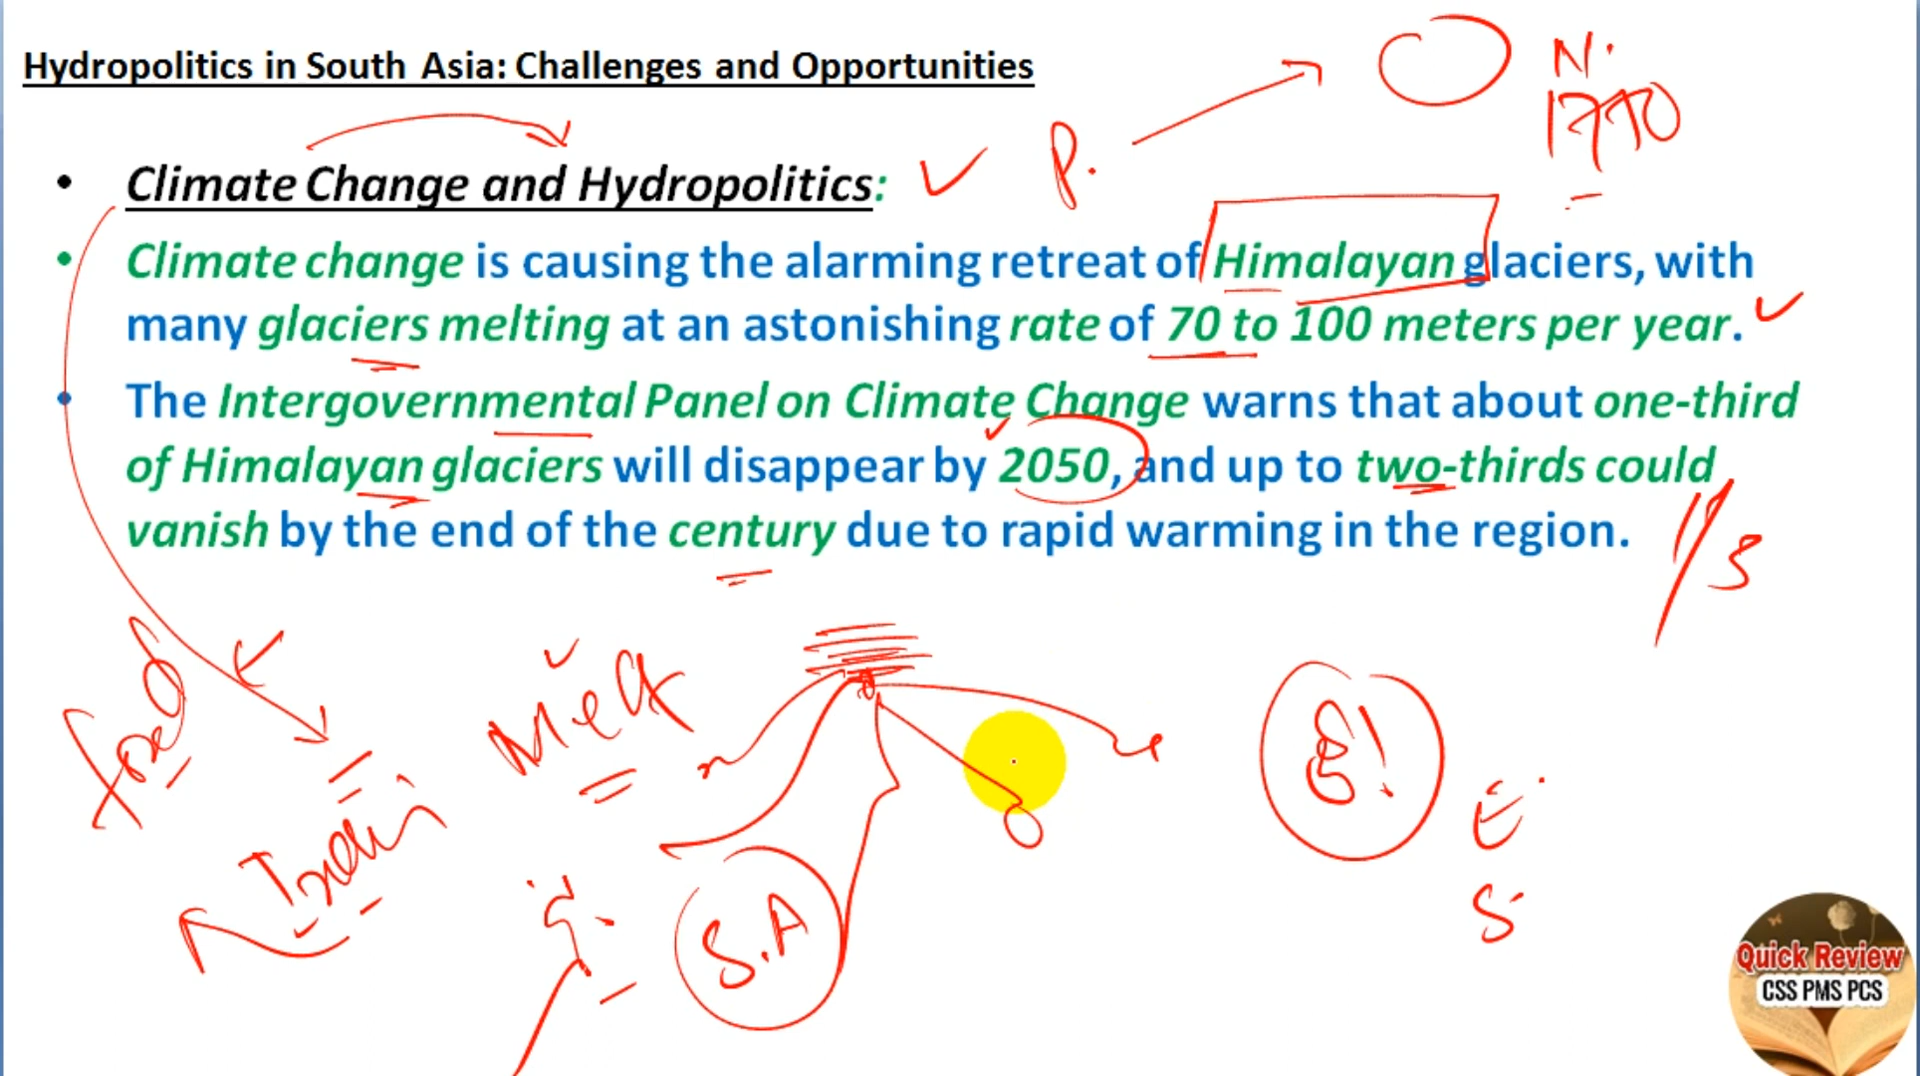 Hydropolitics in South Asia: Challenges and Opportunities
N.
1770
P.
• Climate Change and Hydropolitics:
• Climate change is causing the alarming retreat of Himalayan glaciers, with
many glaciers melting at an astonishing rate of 70 to 100 meters per year.
• The Intergovernmental Panel on Climate Change warns that about one-third
of Himalayan glaciers will disappear by 2050, and up to two-thirds could
vanish by the end of the century due to rapid warming in the region.
1/3
Melt
S.A
E
S
Quick Review
CSS PMS PCS